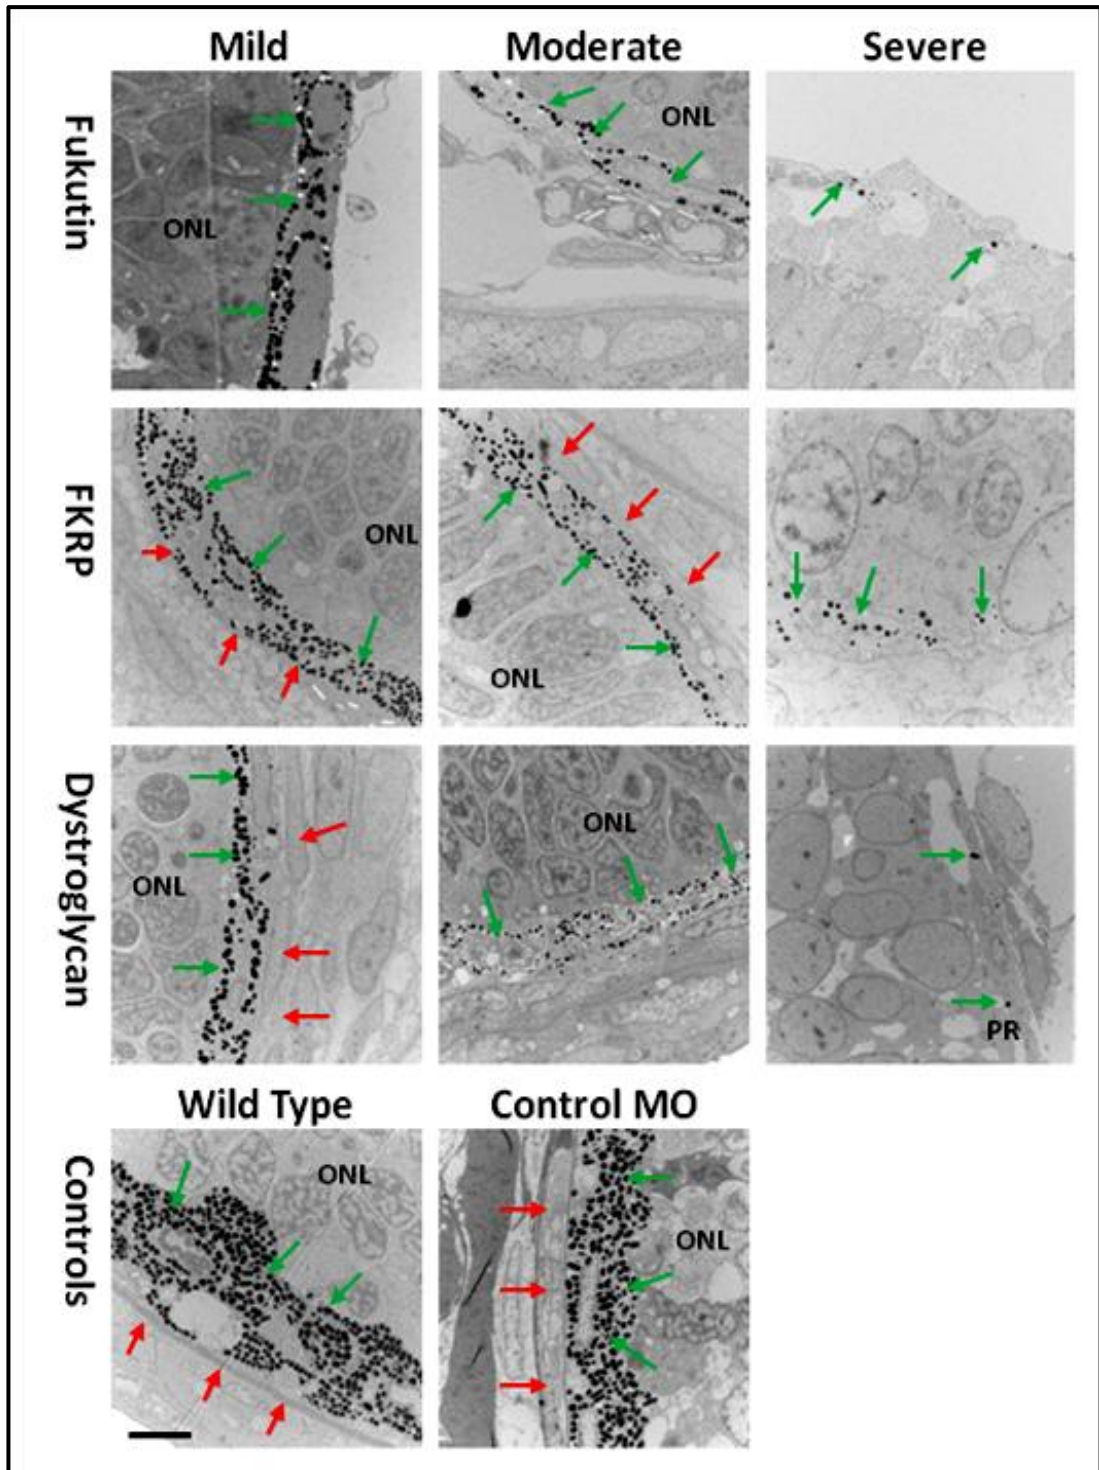 Mild Moderate Severe
Fukutin
ONL
ONL
FKRP
ONL
ONL
Dystroglycan
ONL
ONL
PR
Wild Type Control MO
Controls
ONL
ONL